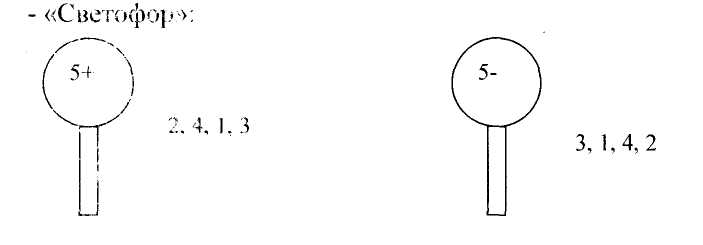 - «Светофор»:
5+
5-
2, 4, 1, 3
3, 1, 4, 2